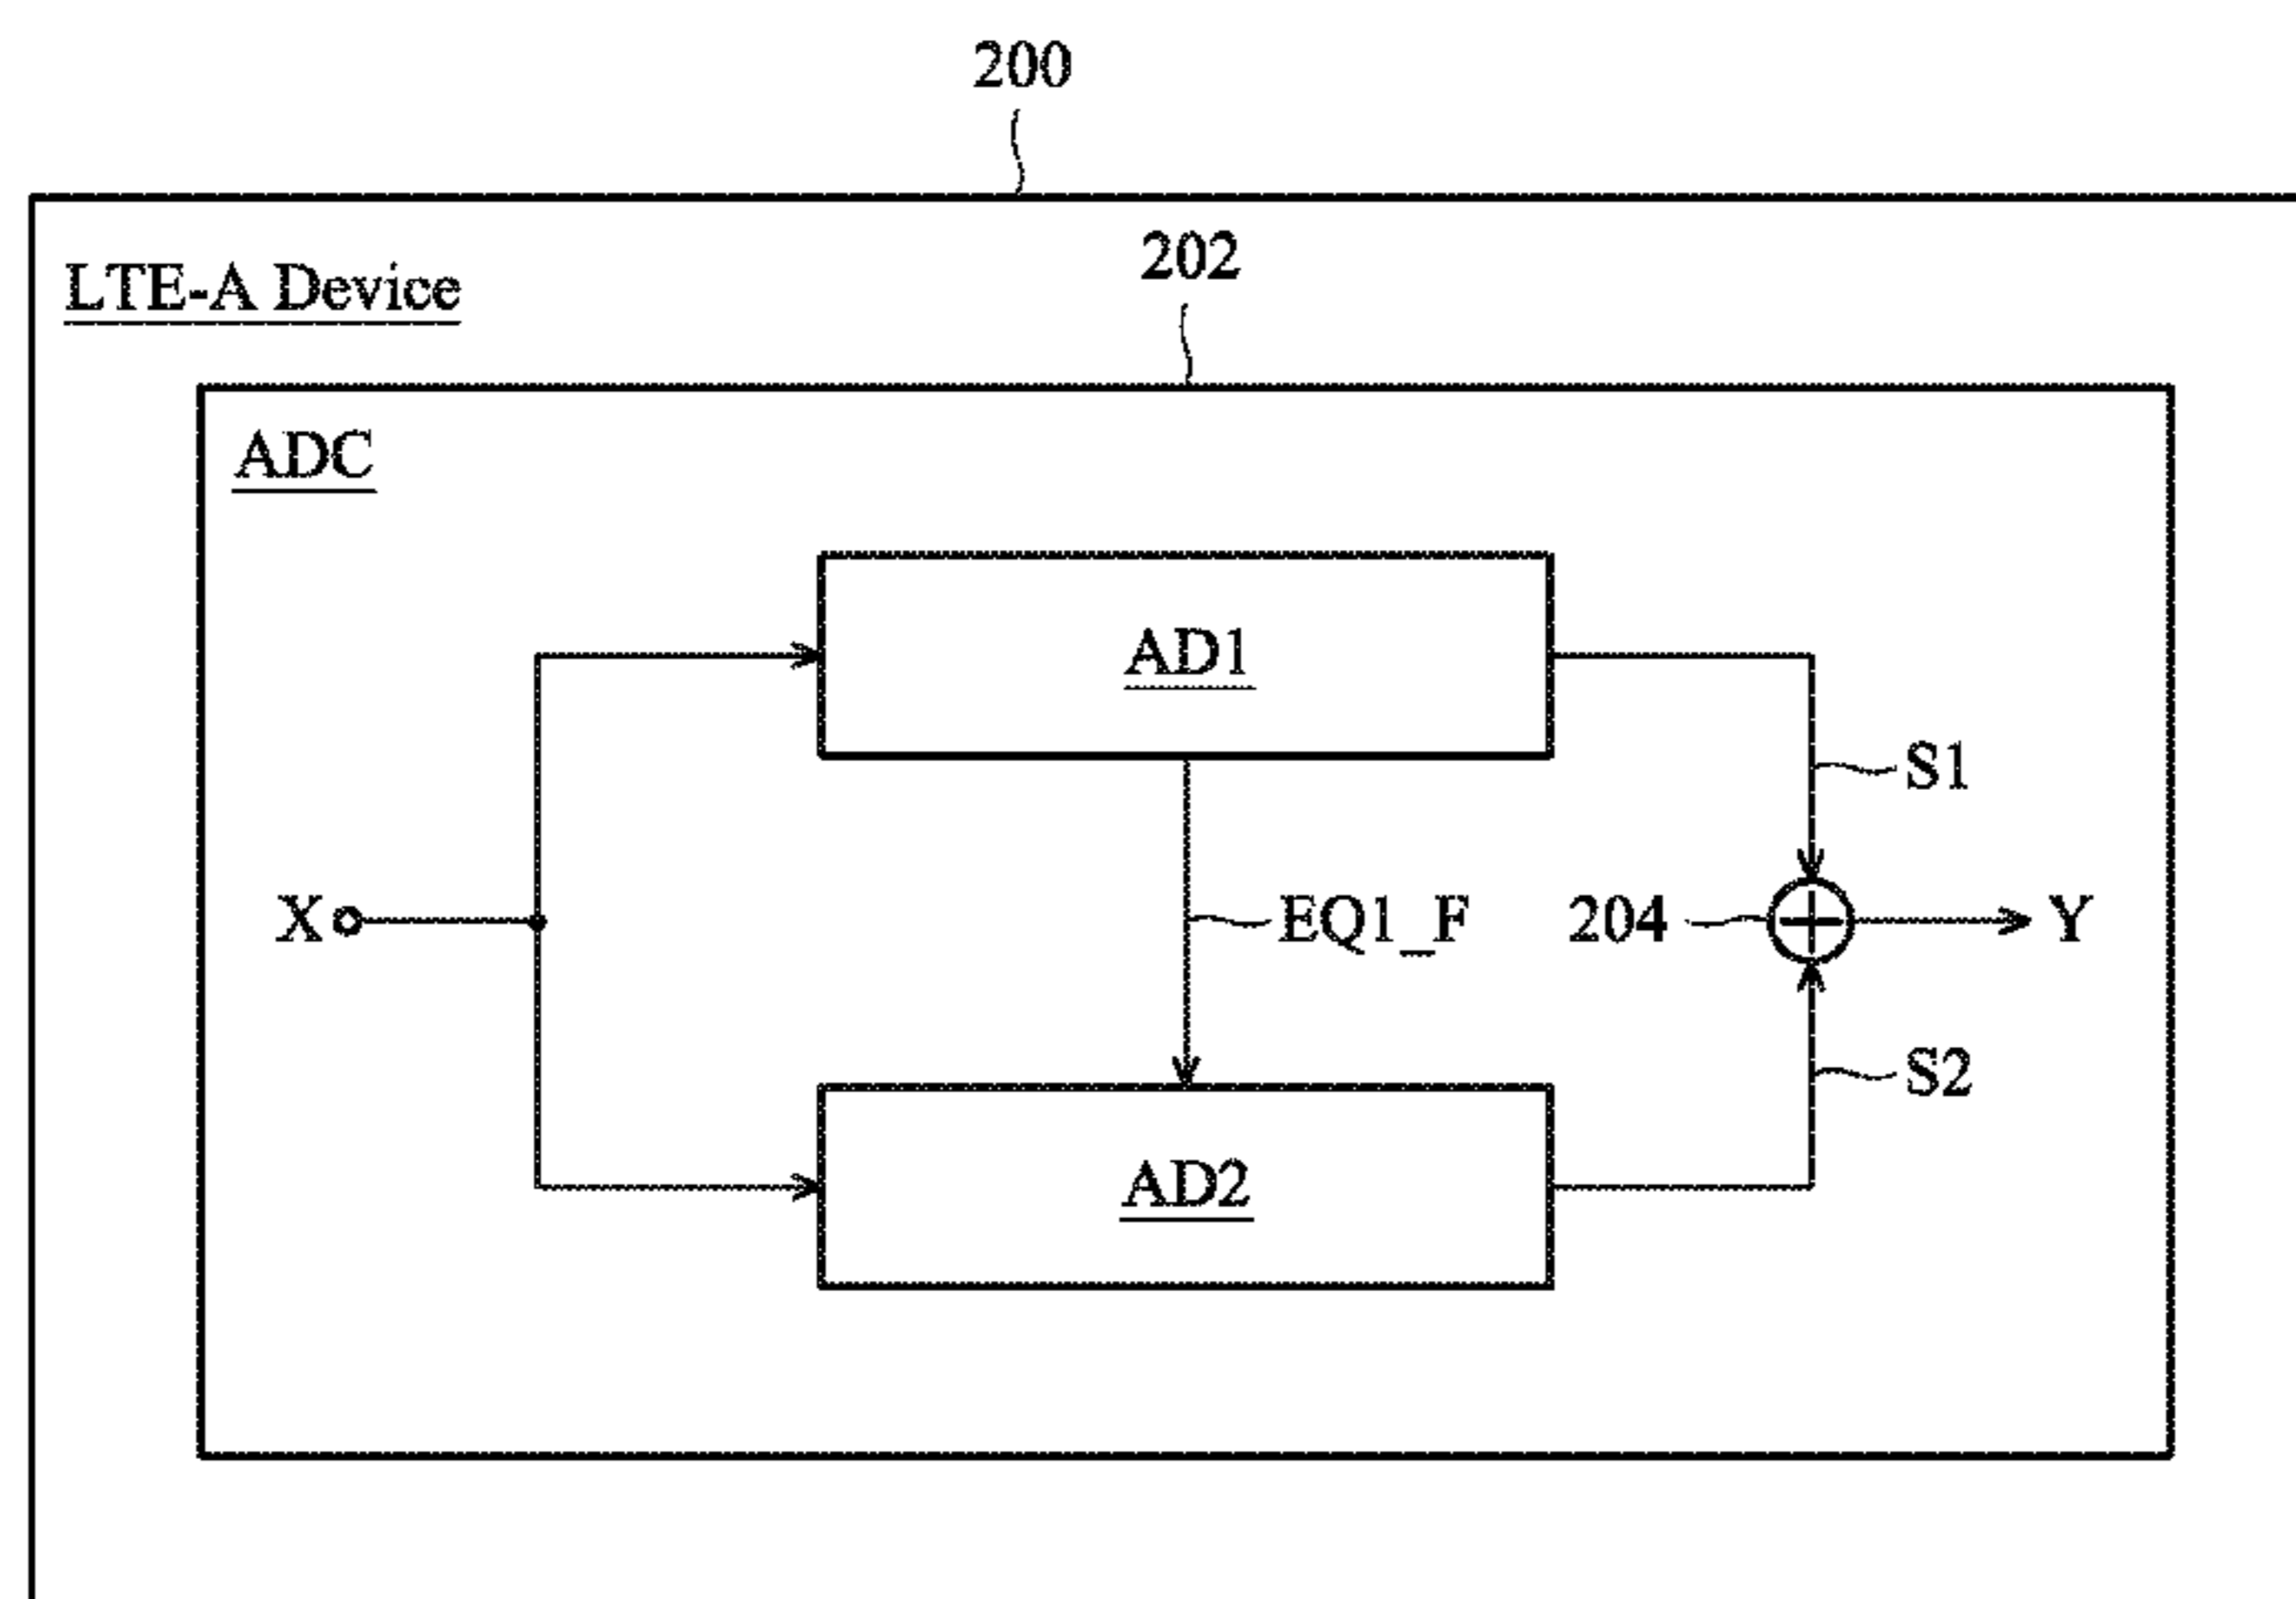 200
202
LTE-A Device
ADC
AD1
S1
X
EQ1_F
204
Y
S2
AD2